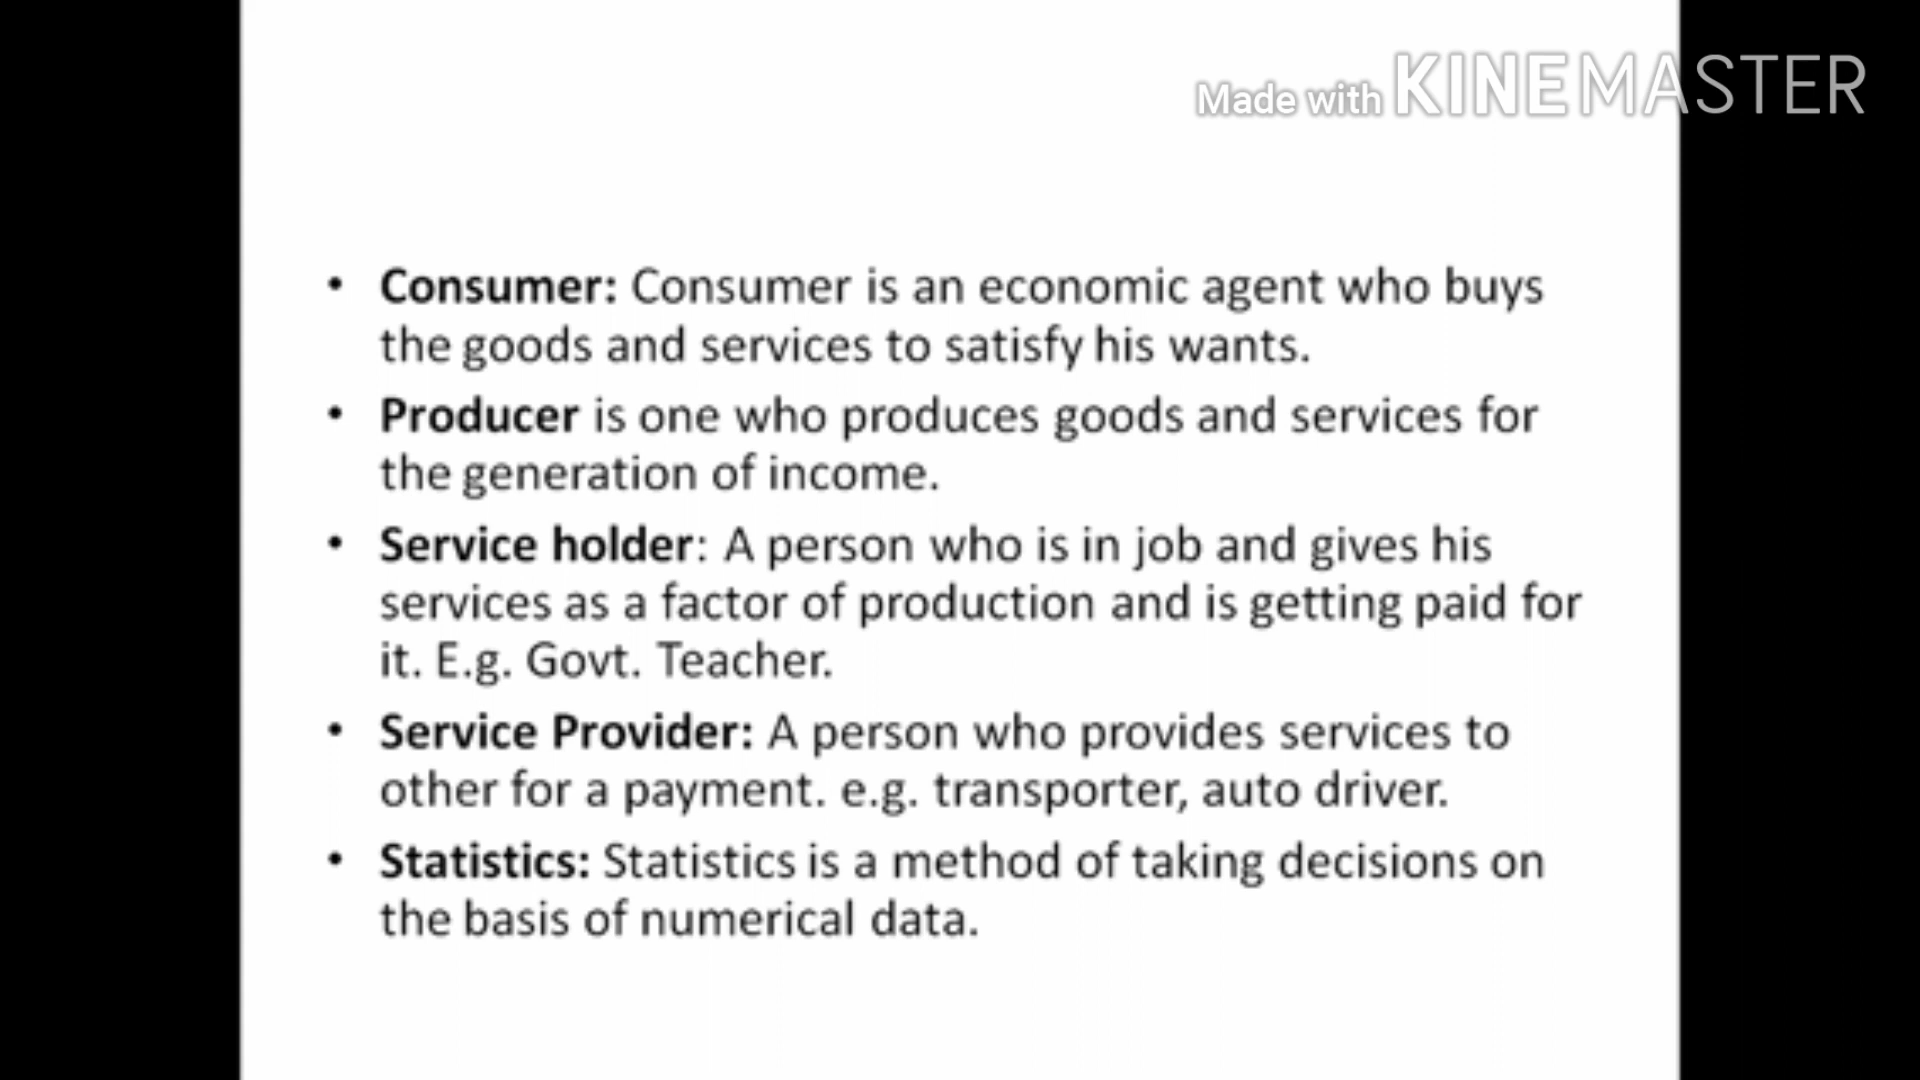 Made with KINEMASTER
• Consumer: Consumer is an economic agent who buys
the goods and services to satisfy his wants.
• Producer is one who produces goods and services for
the generation of income.
• Service holder: A person who is in job and gives his
services as a factor of production and is getting paid for
it. E.g. Govt. Teacher.
• Service Provider: A person who provides services to
other for a payment. e.g. transporter, auto driver.
• Statistics: Statistics is a method of taking decisions on
the basis of numerical data.